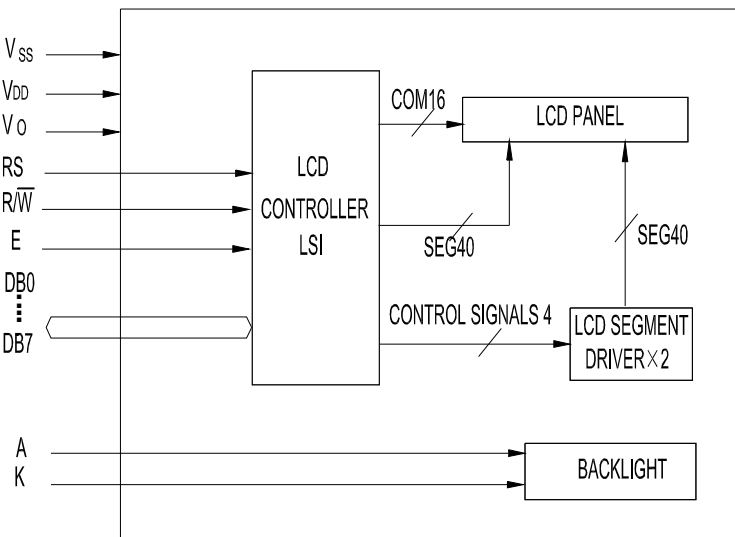 VSS
VDD
VO
RS
R/W̅
E
DB0
DB7
A
K
LCD
CONTROLLER
LSI
COM16
LCD PANEL
SEG40
SEG40
CONTROL SIGNALS 4
LCD SEGMENT
DRIVER×2
BACKLIGHT